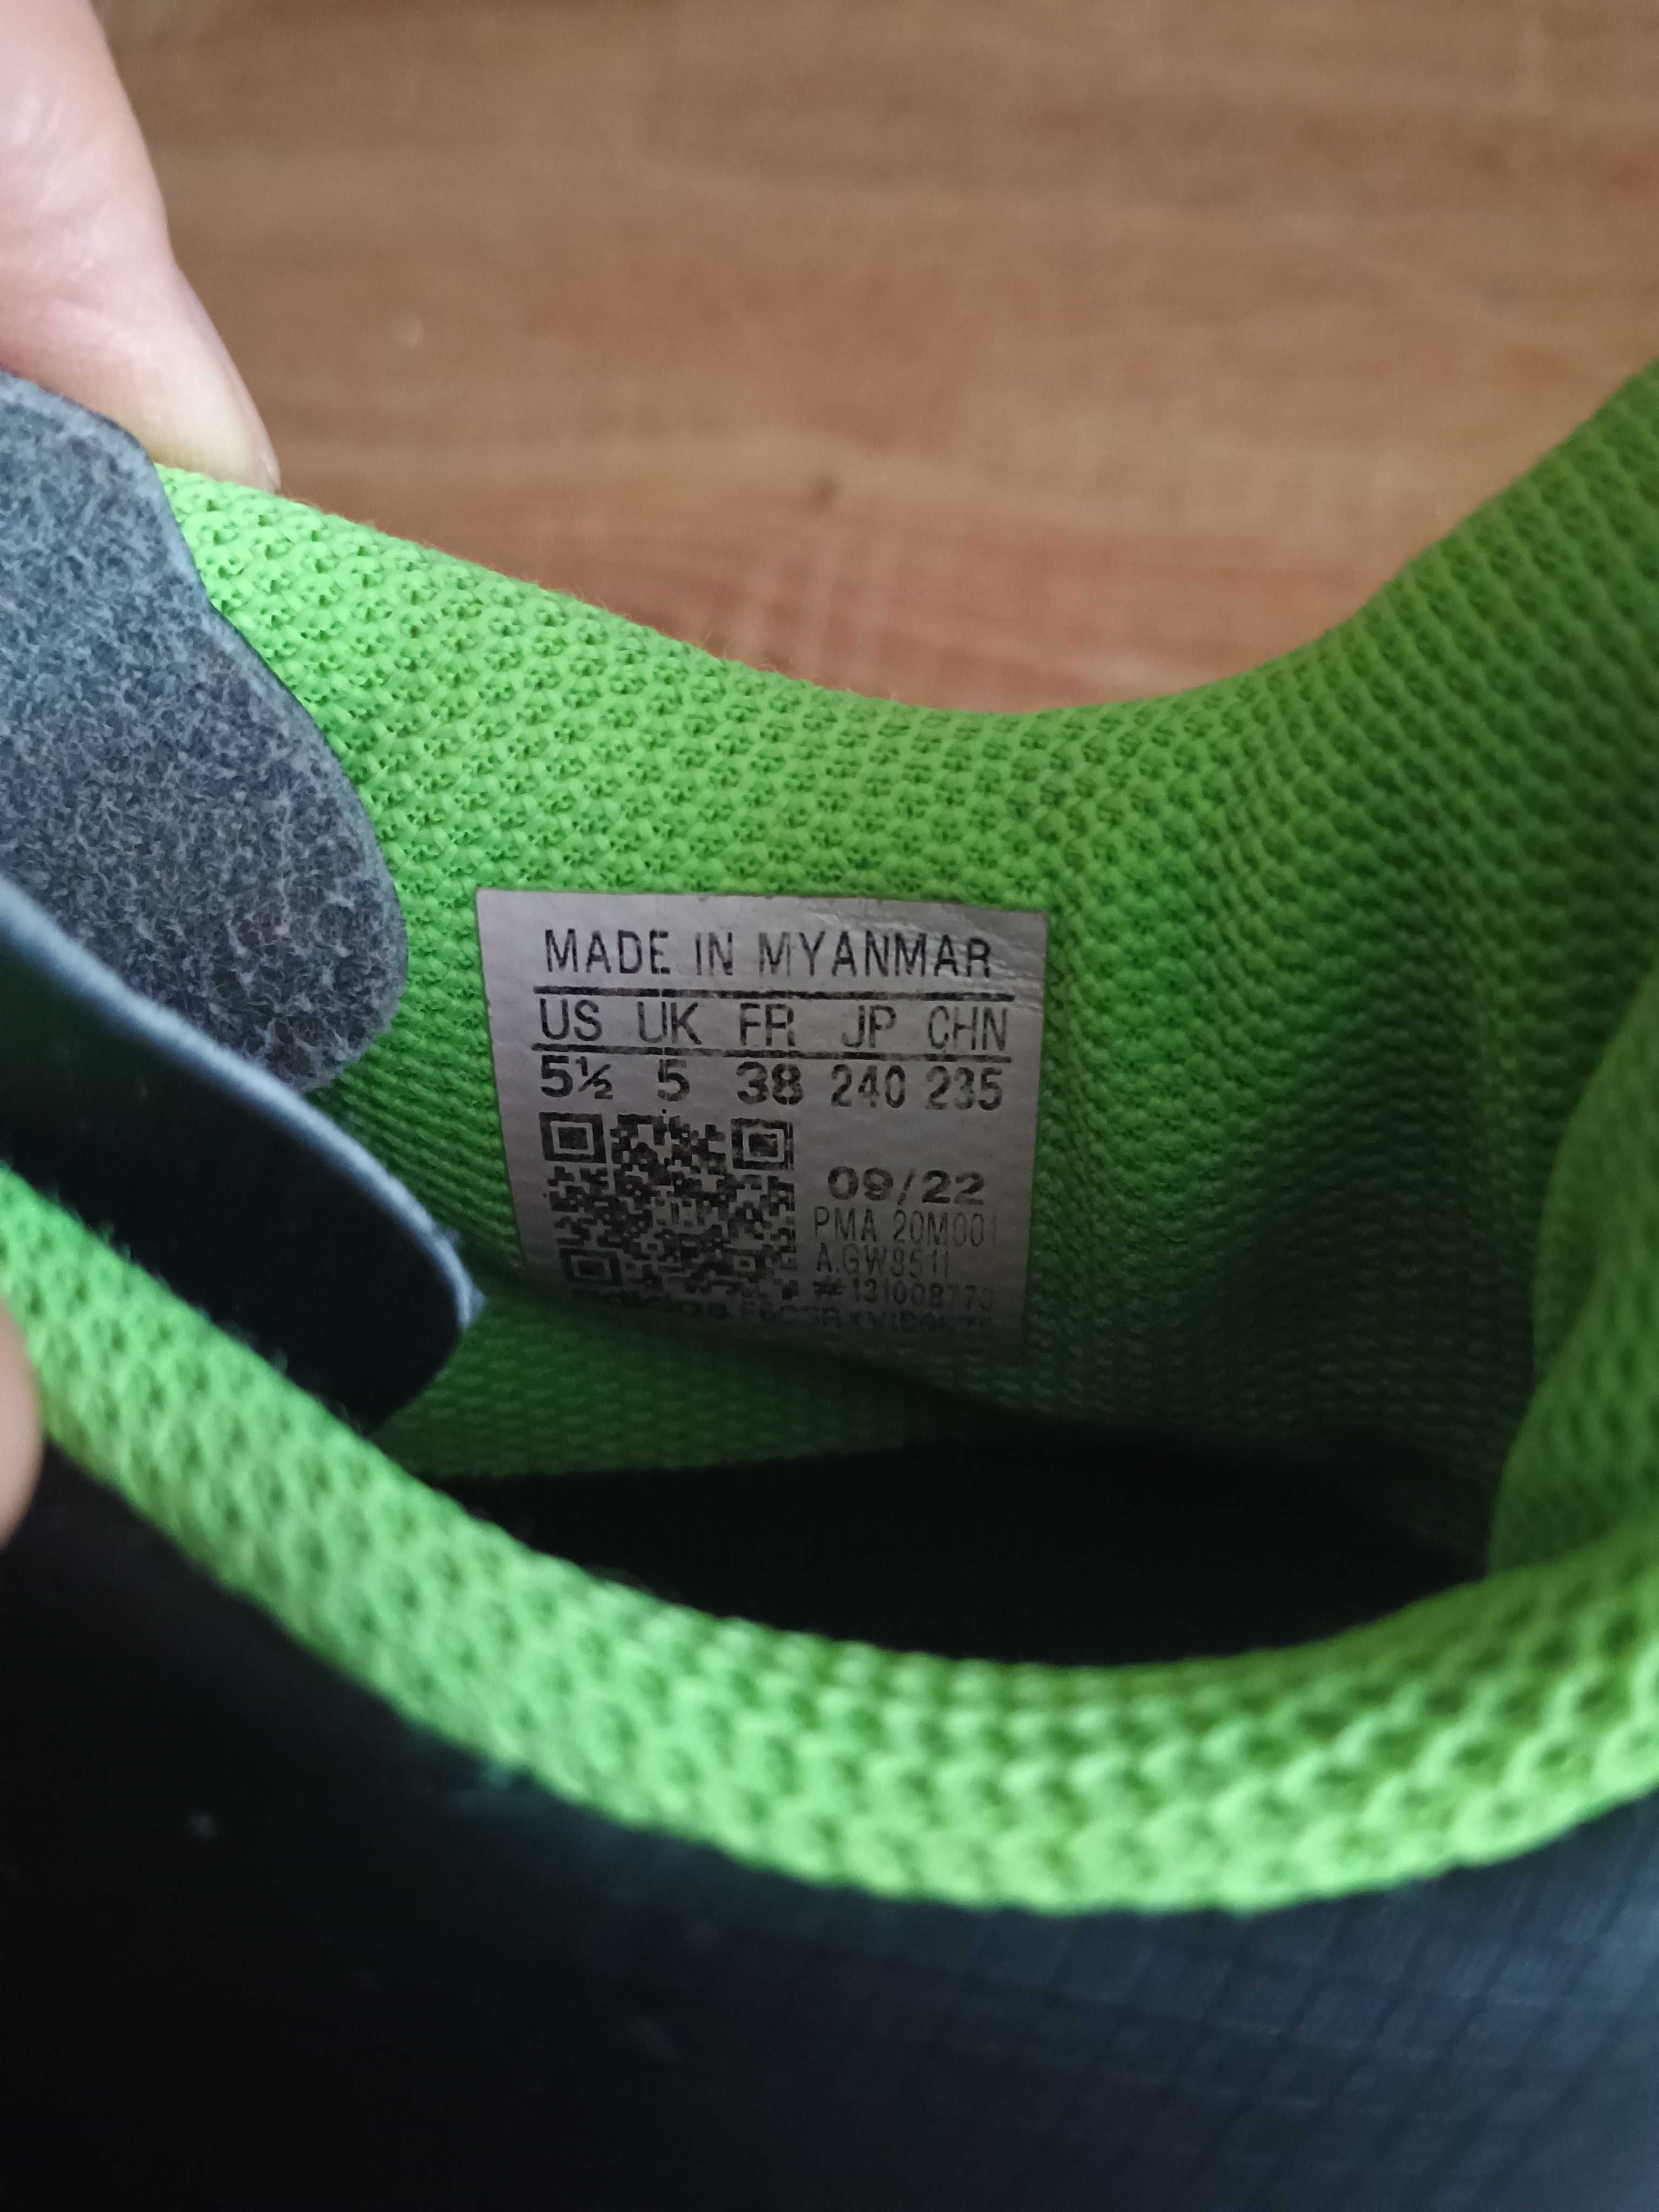 MADE IN MYANMAR
US UK FR JP CHN
5½ 5 38 240 235
09/22
PMA 20M001
A.GW8511
adidas